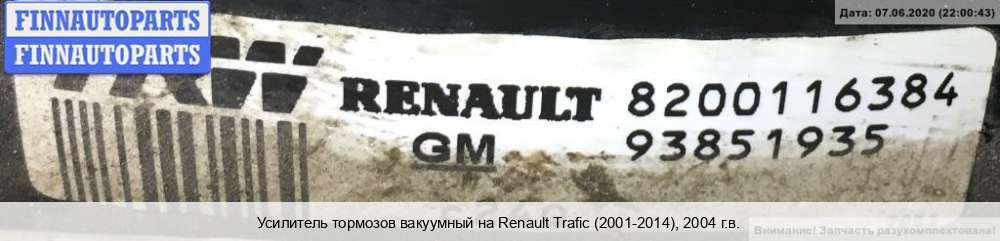 FINNAUTOPARTS
FINNAUTOPARTS
Дата: 07.06.2020 (22:00:43)
TRW
RENAULT 8200116384
GM 93851935
Усилитель тормозов вакуумный на Renault Trafic (2001-2014), 2004 г.в.
Внимание! Запчасть разукомплектована!